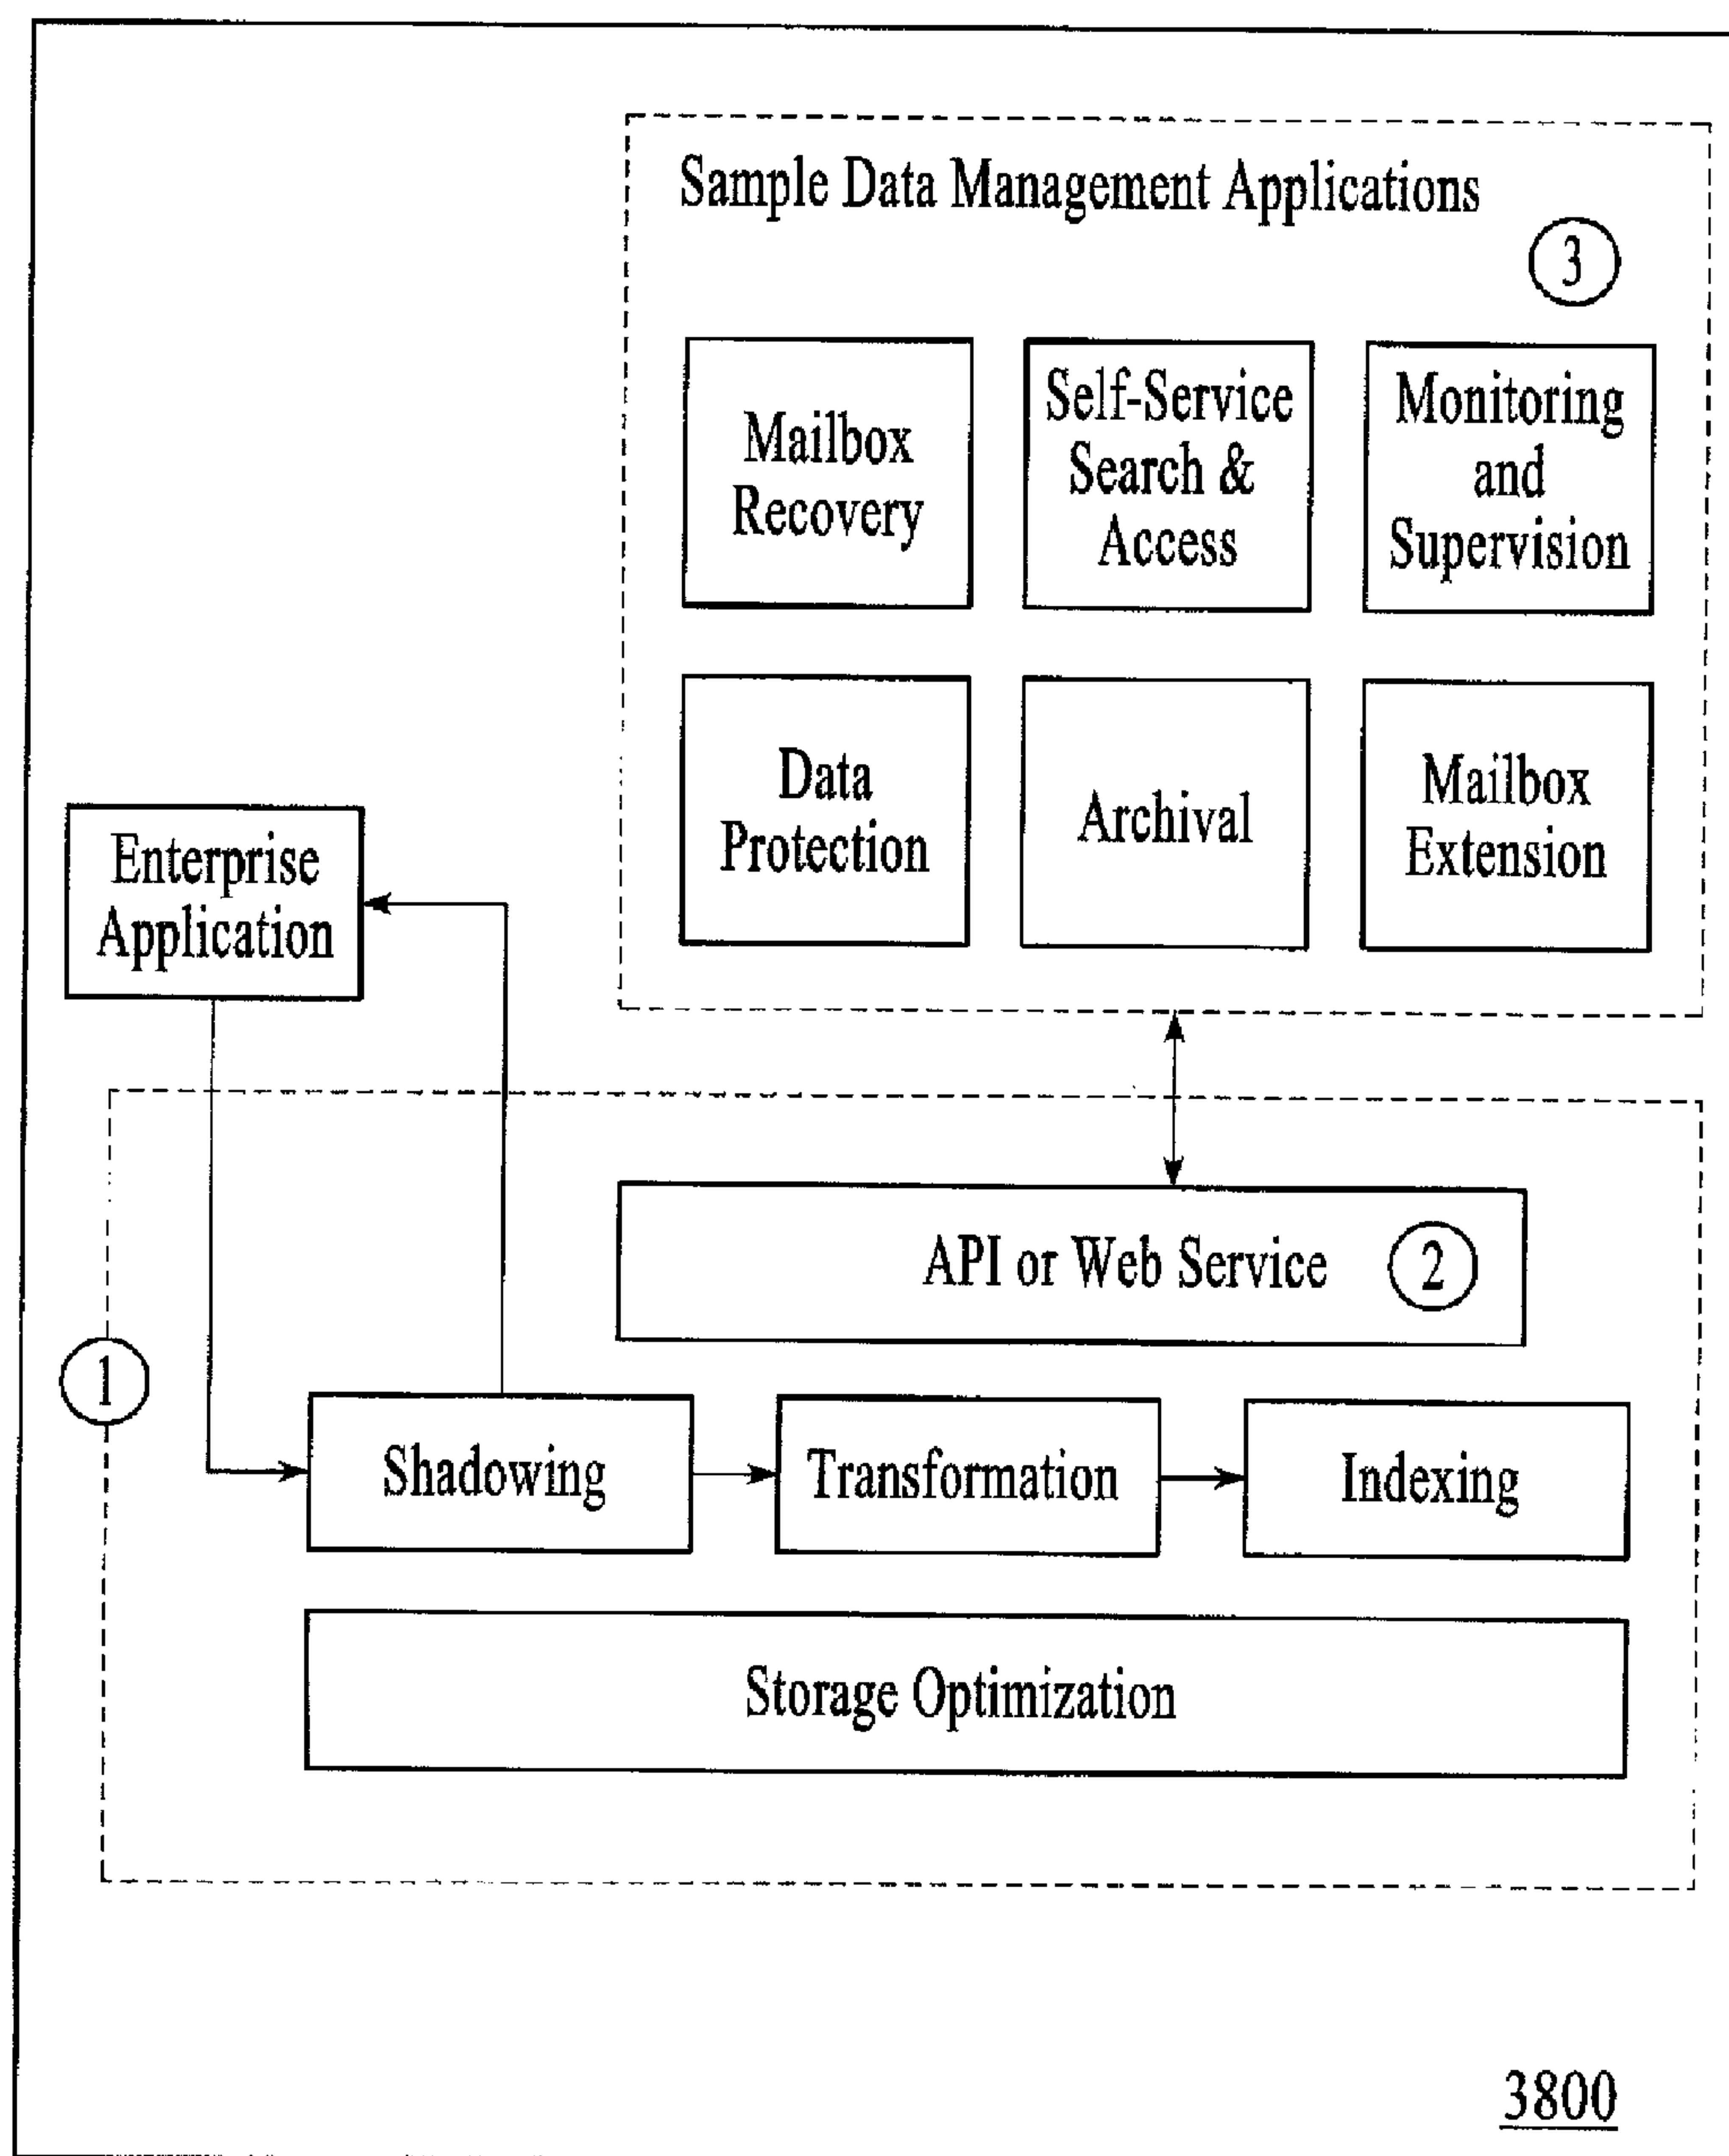 Sample Data Management Applications
3
Mailbox
Recovery
Self-Service
Search &
Access
Monitoring
and
Supervision
Data
Protection
Archival
Mailbox
Extension
Enterprise
Application
API or Web Service 2
1
Shadowing
Transformation
Indexing
Storage Optimization
3800